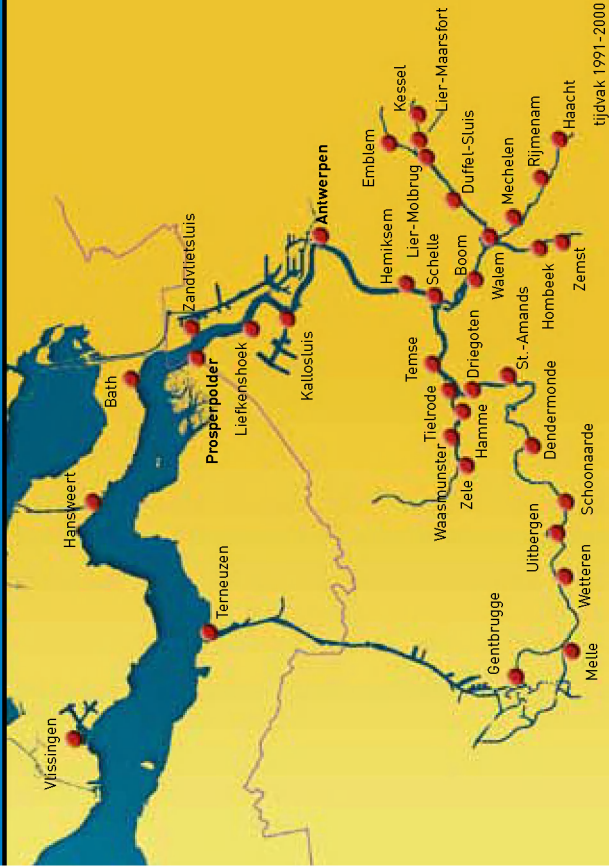 Vlissingen
Hansweert
Bath
Terneuzen
Prosperpolder
Zandvlietsluis
Liefkenshoek
Kallosluis
Antwerpen
Hemiksem
Schelle
Temse
Tielrode
Waasmunster
Zele
Hamme
Driegoten
St.-Amands
Dendermonde
Schoonaarde
Uitbergen
Wetteren
Gentbrugge
Melle
Boom
Walem
Hombeek
Zemst
Mechelen
Rijmenam
Haacht
Duffel-Sluis
Lier-Molbrug
Lier-Maarsfort
Kessel
Emblem
tijdvak 1991-2000